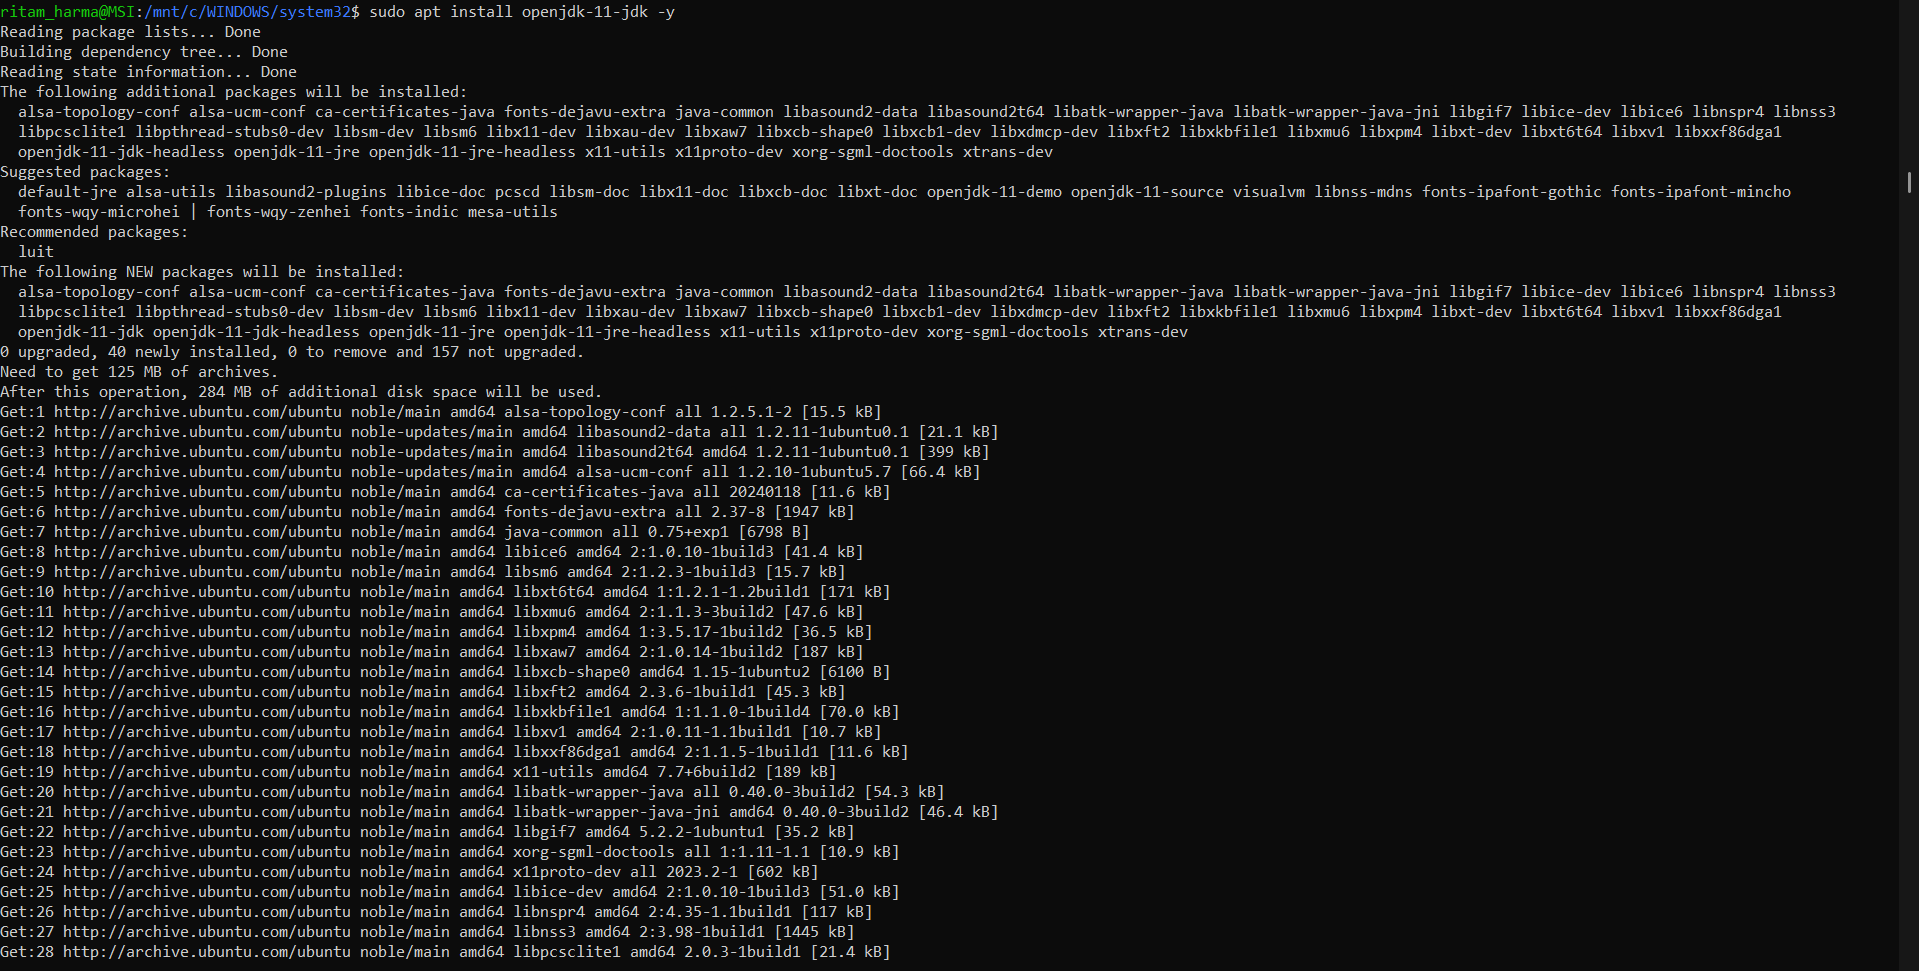 ritam_harma@MSI:/mnt/c/WINDOWS/system32$ sudo apt install openjdk-11-jdk -y
Reading package lists... Done
Building dependency tree... Done
Reading state information... Done
The following additional packages will be installed:
  alsa-topology-conf alsa-ucm-conf ca-certificates-java fonts-dejavu-extra java-common libasound2-data libasound2t64 libatk-wrapper-java libatk-wrapper-java-jni libgif7 libice-dev libice6 libnspr4 libnss3
  libpcsclite1 libpthread-stubs0-dev libsm-dev libsm6 libx11-dev libxau-dev libxaw7 libxcb-shape0 libxcb1-dev libxdmcp-dev libxft2 libxkbfile1 libxmu6 libxpm4 libxt-dev libxt6t64 libxv1 libxxf86dga1
  openjdk-11-jdk-headless openjdk-11-jre openjdk-11-jre-headless x11-utils x11proto-dev xorg-sgml-doctools xtrans-dev
Suggested packages:
  default-jre alsa-utils libasound2-plugins libice-doc pcscd libsm-doc libx11-doc libxcb-doc libxt-doc openjdk-11-demo openjdk-11-source visualvm libnss-mdns fonts-ipafont-gothic fonts-ipafont-mincho
  fonts-wqy-microhei | fonts-wqy-zenhei fonts-indic mesa-utils
Recommended packages:
  luit
The following NEW packages will be installed:
  alsa-topology-conf alsa-ucm-conf ca-certificates-java fonts-dejavu-extra java-common libasound2-data libasound2t64 libatk-wrapper-java libatk-wrapper-java-jni libgif7 libice-dev libice6 libnspr4 libnss3
  libpcsclite1 libpthread-stubs0-dev libsm-dev libsm6 libx11-dev libxau-dev libxaw7 libxcb-shape0 libxcb1-dev libxdmcp-dev libxft2 libxkbfile1 libxmu6 libxpm4 libxt-dev libxt6t64 libxv1 libxxf86dga1
  openjdk-11-jdk openjdk-11-jdk-headless openjdk-11-jre openjdk-11-jre-headless x11-utils x11proto-dev xorg-sgml-doctools xtrans-dev
0 upgraded, 40 newly installed, 0 to remove and 157 not upgraded.
Need to get 125 MB of archives.
After this operation, 284 MB of additional disk space will be used.
Get:1 http://archive.ubuntu.com/ubuntu noble/main amd64 alsa-topology-conf all 1.2.5.1-2 [15.5 kB]
Get:2 http://archive.ubuntu.com/ubuntu noble-updates/main amd64 libasound2-data all 1.2.11-1ubuntu0.1 [21.1 kB]
Get:3 http://archive.ubuntu.com/ubuntu noble-updates/main amd64 libasound2t64 amd64 1.2.11-1ubuntu0.1 [399 kB]
Get:4 http://archive.ubuntu.com/ubuntu noble-updates/main amd64 alsa-ucm-conf all 1.2.10-1ubuntu5.7 [66.4 kB]
Get:5 http://archive.ubuntu.com/ubuntu noble/main amd64 ca-certificates-java all 20240118 [11.6 kB]
Get:6 http://archive.ubuntu.com/ubuntu noble/main amd64 fonts-dejavu-extra all 2.37-8 [1947 kB]
Get:7 http://archive.ubuntu.com/ubuntu noble/main amd64 java-common all 0.75+exp1 [6798 B]
Get:8 http://archive.ubuntu.com/ubuntu noble/main amd64 libice6 amd64 2:1.0.10-1build3 [41.4 kB]
Get:9 http://archive.ubuntu.com/ubuntu noble/main amd64 libsm6 amd64 2:1.2.3-1build3 [15.7 kB]
Get:10 http://archive.ubuntu.com/ubuntu noble/main amd64 libxt6t64 amd64 1:1.2.1-1.2build1 [171 kB]
Get:11 http://archive.ubuntu.com/ubuntu noble/main amd64 libxmu6 amd64 2:1.1.3-3build2 [47.6 kB]
Get:12 http://archive.ubuntu.com/ubuntu noble/main amd64 libxpm4 amd64 1:3.5.17-1build2 [36.5 kB]
Get:13 http://archive.ubuntu.com/ubuntu noble/main amd64 libxaw7 amd64 2:1.0.14-1build2 [187 kB]
Get:14 http://archive.ubuntu.com/ubuntu noble/main amd64 libxcb-shape0 amd64 1.15-1ubuntu2 [6100 B]
Get:15 http://archive.ubuntu.com/ubuntu noble/main amd64 libxft2 amd64 2.3.6-1build1 [45.3 kB]
Get:16 http://archive.ubuntu.com/ubuntu noble/main amd64 libxkbfile1 amd64 1:1.1.0-1build4 [70.0 kB]
Get:17 http://archive.ubuntu.com/ubuntu noble/main amd64 libxv1 amd64 2:1.0.11-1.1build1 [10.7 kB]
Get:18 http://archive.ubuntu.com/ubuntu noble/main amd64 libxxf86dga1 amd64 2:1.1.5-1build1 [11.6 kB]
Get:19 http://archive.ubuntu.com/ubuntu noble/main amd64 x11-utils amd64 7.7+6build2 [189 kB]
Get:20 http://archive.ubuntu.com/ubuntu noble/main amd64 libatk-wrapper-java all 0.40.0-3build2 [54.3 kB]
Get:21 http://archive.ubuntu.com/ubuntu noble/main amd64 libatk-wrapper-java-jni amd64 0.40.0-3build2 [46.4 kB]
Get:22 http://archive.ubuntu.com/ubuntu noble/main amd64 libgif7 amd64 5.2.2-1ubuntu1 [35.2 kB]
Get:23 http://archive.ubuntu.com/ubuntu noble/main amd64 xorg-sgml-doctools all 1:1.11-1.1 [10.9 kB]
Get:24 http://archive.ubuntu.com/ubuntu noble/main amd64 x11proto-dev all 2023.2-1 [602 kB]
Get:25 http://archive.ubuntu.com/ubuntu noble/main amd64 libice-dev amd64 2:1.0.10-1build3 [51.0 kB]
Get:26 http://archive.ubuntu.com/ubuntu noble/main amd64 libnspr4 amd64 2:4.35-1.1build1 [117 kB]
Get:27 http://archive.ubuntu.com/ubuntu noble/main amd64 libnss3 amd64 2:3.98-1build1 [1445 kB]
Get:28 http://archive.ubuntu.com/ubuntu noble/main amd64 libpcsclite1 amd64 2.0.3-1build1 [21.4 kB]